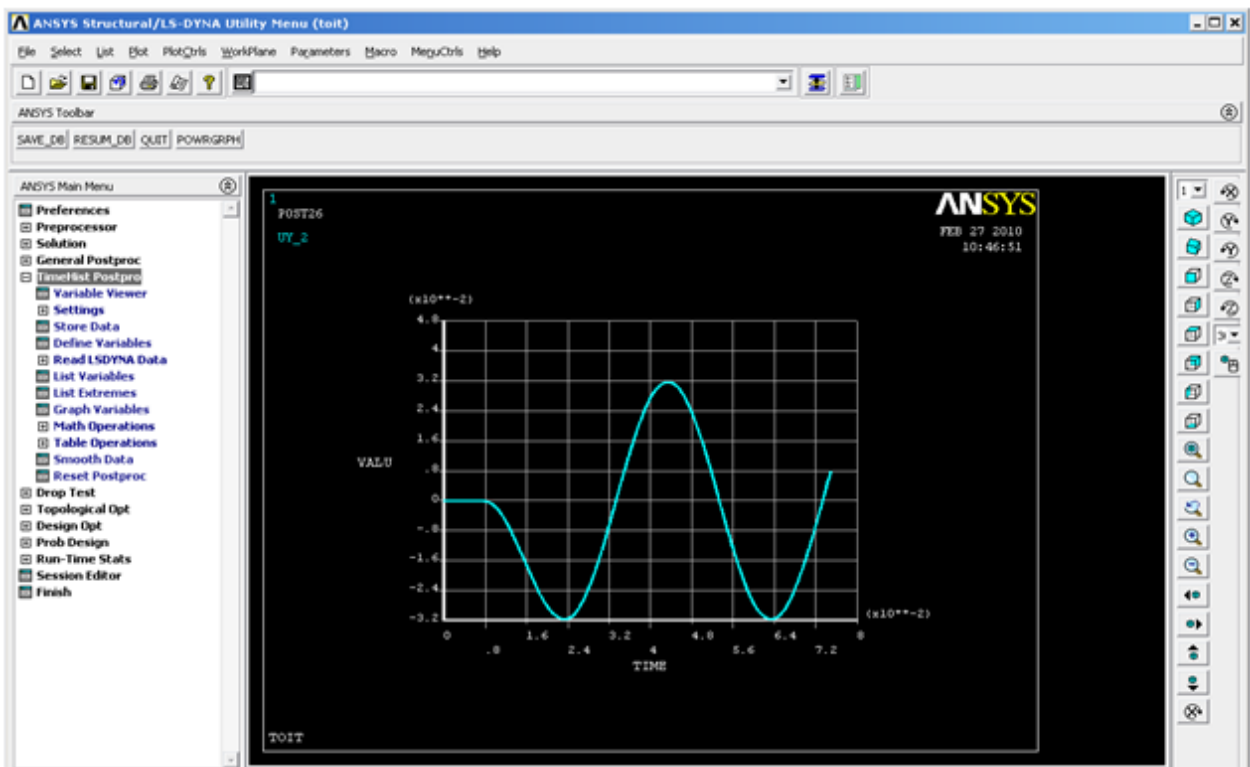 ANSYS Structural/LS-DYNA Utility Menu (toit)
File Select List Plot PlotCtrls WorkPlane Parameters Macro MenuCtrls Help
ANSYS Toolbar
SAVE_DB RESUM_DB QUIT POWRGRPH
ANSYS Main Menu
Preferences
Preprocessor
Solution
General Postproc
TimeHist Postpro
Variable Viewer
Settings
Store Data
Define Variables
Read LSDYNA Data
List Variables
List Extremes
Graph Variables
Math Operations
Table Operations
Smooth Data
Reset Postproc
Drop Test
Topological Opt
Design Opt
Prob Design
Run-Time Stats
Session Editor
Finish
1
POST26
UY_2
ANSYS
FEB 27 2010
10:46:51
(x10**-2)
4.8
4
3.2
2.4
1.6
.8
0
-.8
-1.6
-2.4
-3.2
VALU
(x10**-2)
0 1.6 3.2 4.8 6.4 8
.8 2.4 4 5.6 7.2
TIME
TOIT
1